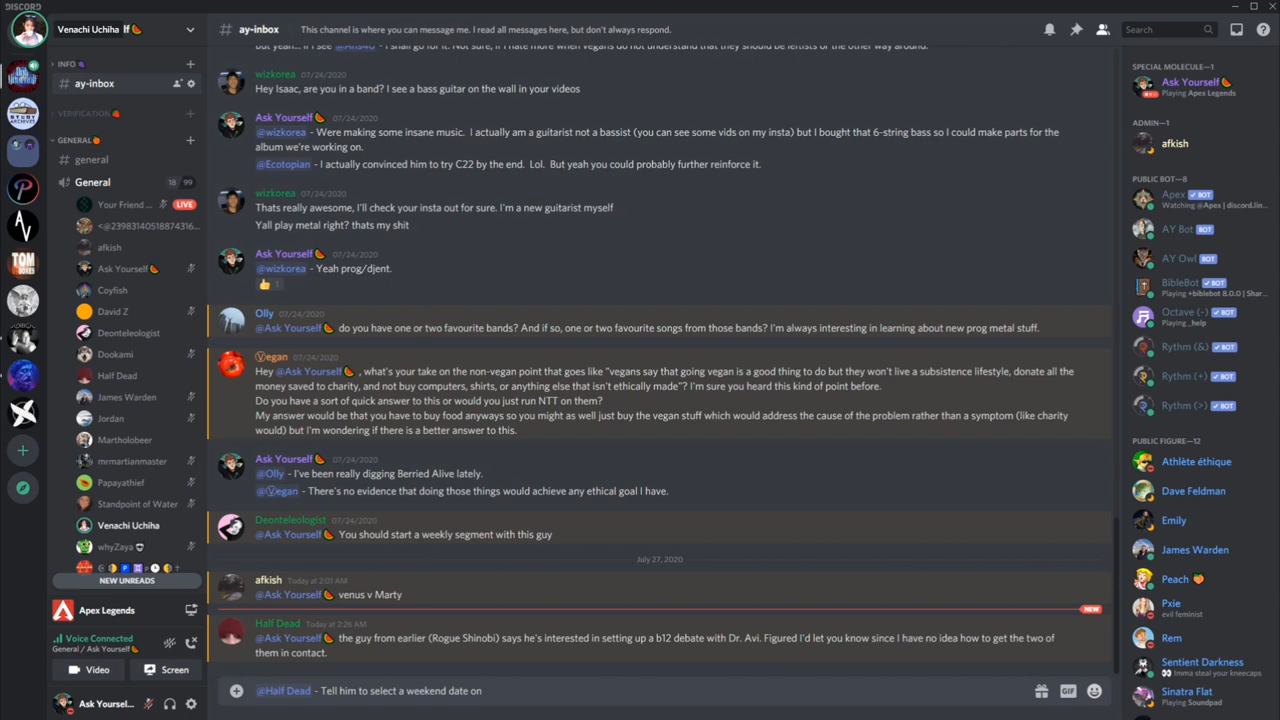 DISCORD
Venachi Uchiha lf
INFO
ay-inbox
VERIFICATION
GENERAL
general
General
18 99
Your Friend ...
LIVE
<@23983140518874316...
afkish
Ask Yourself
Coyfish
David Z
Deonteleologist
Dookami
Half Dead
James Warden
Jordan
Martholobeer
mrmartianmaster
Papayathief
Standpoint of Water
Venachi Uchiha
whyZaya
NEW UNREADS
Apex Legends
Voice Connected
General / Ask Yourself
Video
Screen
Ask Yoursel...
TOM
# ay-inbox
This channel is where you can message me. I read all messages here, but don't always respond.
Search
wizkorea 07/24/2020
Hey Isaac, are you in a band? I see a bass guitar on the wall in your videos
Ask Yourself 07/24/2020
@wizkorea - Were making some insane music. I actually am a guitarist not a bassist (you can see some vids on my insta) but I bought that 6-string bass so I could make parts for the
album we're working on.
@Ecotopian - I actually convinced him to try C22 by the end. Lol. But yeah you could probably further reinforce it.
wizkorea 07/24/2020
Thats really awesome, I'll check your insta out for sure. I'm a new guitarist myself
Yall play metal right? thats my shit
Ask Yourself 07/24/2020
@wizkorea - Yeah prog/djent.
1
Olly 07/24/2020
@Ask Yourself do you have one or two favourite bands? And if so, one or two favourite songs from those bands? I'm always interesting in learning about new prog metal stuff.
Ⓥegan 07/24/2020
Hey @Ask Yourself , what's your take on the non-vegan point that goes like "vegans say that going vegan is a good thing to do but they won't live a subsistence lifestyle, donate all the
money saved to charity, and not buy computers, shirts, or anything else that isn't ethically made"? I'm sure you heard this kind of point before.
Do you have a sort of quick answer to this or would you just run NTT on them?
My answer would be that you have to buy food anyways so you might as well just buy the vegan stuff which would address the cause of the problem rather than a symptom (like charity
would) but I'm wondering if there is a better answer to this.
Ask Yourself 07/24/2020
@Olly - I've been really digging Berried Alive lately.
@Ⓥegan - There's no evidence that doing those things would achieve any ethical goal I have.
Deonteleologist 07/24/2020
@Ask Yourself You should start a weekly segment with this guy
July 27, 2020
afkish Today at 2:01 AM
@Ask Yourself venus v Marty
NEW
Half Dead Today at 2:26 AM
@Ask Yourself the guy from earlier (Rogue Shinobi) says he's interested in setting up a b12 debate with Dr. Avi. Figured I'd let you know since I have no idea how to get the two of
them in contact.
@Half Dead - Tell him to select a weekend date on
GIF
SPECIAL MOLECULE—1
Ask Yourself
Playing Apex Legends
ADMIN—1
afkish
PUBLIC BOT—8
Apex BOT
Watching @Apex | discord.lin...
AY Bot BOT
AY Owl BOT
BibleBot BOT
Playing +biblebot 8.0.0 | Shar...
Octave (-) BOT
Playing _help
Rythm (&) BOT
Rythm (+) BOT
Rythm (>) BOT
PUBLIC FIGURE—12
Athlète éthique
Dave Feldman
Emily
James Warden
Peach
Pxie
evil feminist
Rem
Sentient Darkness
Imma steal your kneecaps
Sinatra Flat
Playing Soundpad